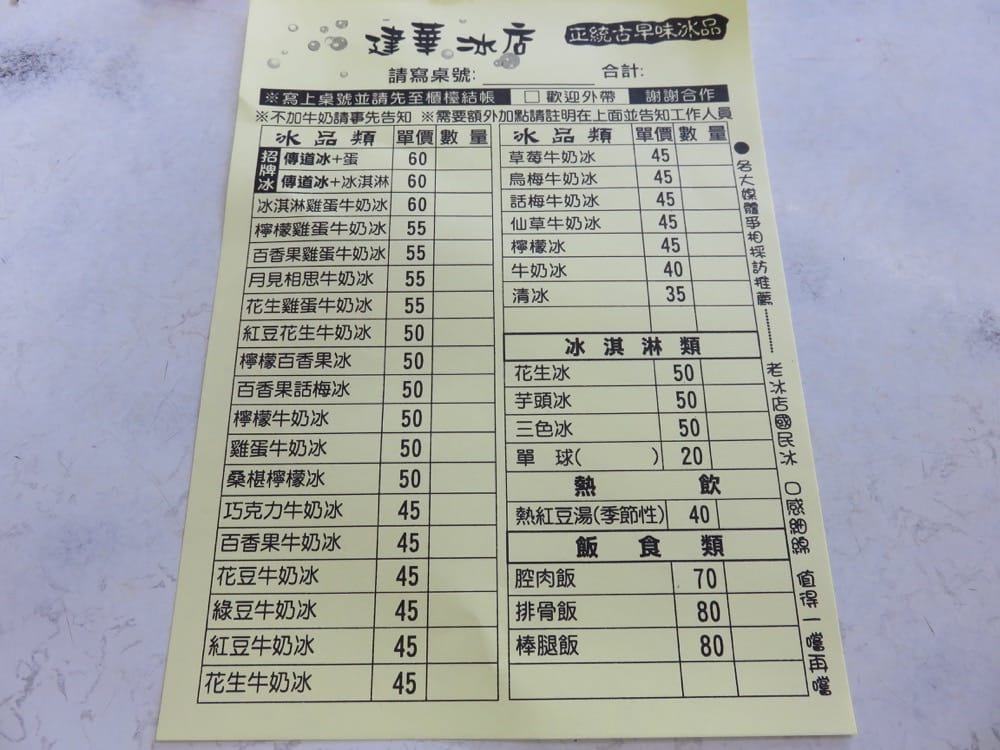 建華冰店 正統古早味冰品
請寫桌號: 合計:
※寫上桌號並請先至櫃檯結帳 □ 歡迎外帶 謝謝合作
※不加牛奶請事先告知 ※需要額外加點請註明在上面並告知工作人員
冰品類 單價 數量
招牌冰
傳道冰+蛋 60
傳道冰+冰淇淋 60
冰淇淋雞蛋牛奶冰 60
檸檬雞蛋牛奶冰 55
百香果雞蛋牛奶冰 55
月見相思牛奶冰 55
花生雞蛋牛奶冰 55
紅豆花生牛奶冰 50
檸檬百香果冰 50
百香果話梅冰 50
檸檬牛奶冰 50
雞蛋牛奶冰 50
桑椹檸檬冰 50
巧克力牛奶冰 45
百香果牛奶冰 45
花豆牛奶冰 45
綠豆牛奶冰 45
紅豆牛奶冰 45
花生牛奶冰 45
冰品類 單價 數量
草莓牛奶冰 45
烏梅牛奶冰 45
話梅牛奶冰 45
仙草牛奶冰 45
檸檬冰 45
牛奶冰 40
清冰 35
冰淇淋類
花生冰 50
芋頭冰 50
三色冰 50
單球( ) 20
熱飲
熱紅豆湯(季節性) 40
飯食類
腔肉飯 70
排骨飯 80
棒腿飯 80
●各大媒體爭相採訪推薦………老冰店國民冰 口感細綿 值得一嚐再嚐